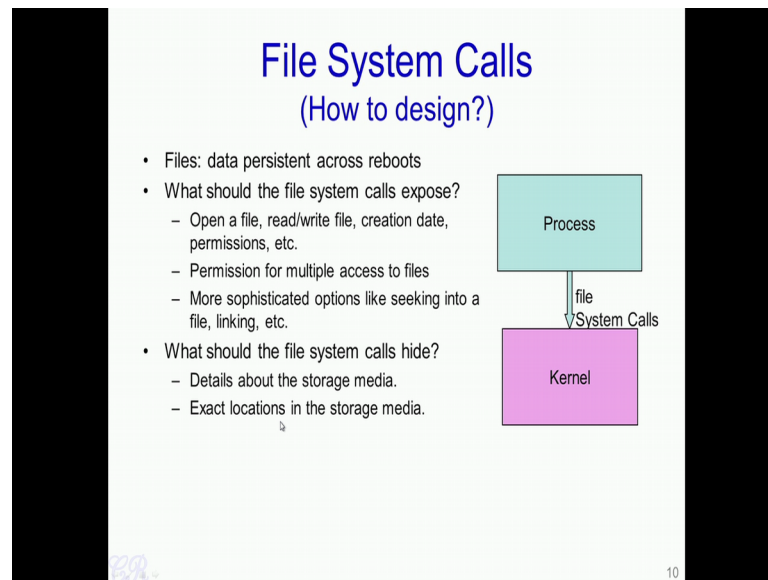 File System Calls
(How to design?)
• Files: data persistent across reboots
• What should the file system calls expose?
– Open a file, read/write file, creation date,
permissions, etc.
– Permission for multiple access to files
– More sophisticated options like seeking into a
file, linking, etc.
• What should the file system calls hide?
– Details about the storage media.
– Exact locations in the storage media.
Process
file
System Calls
Kernel
10